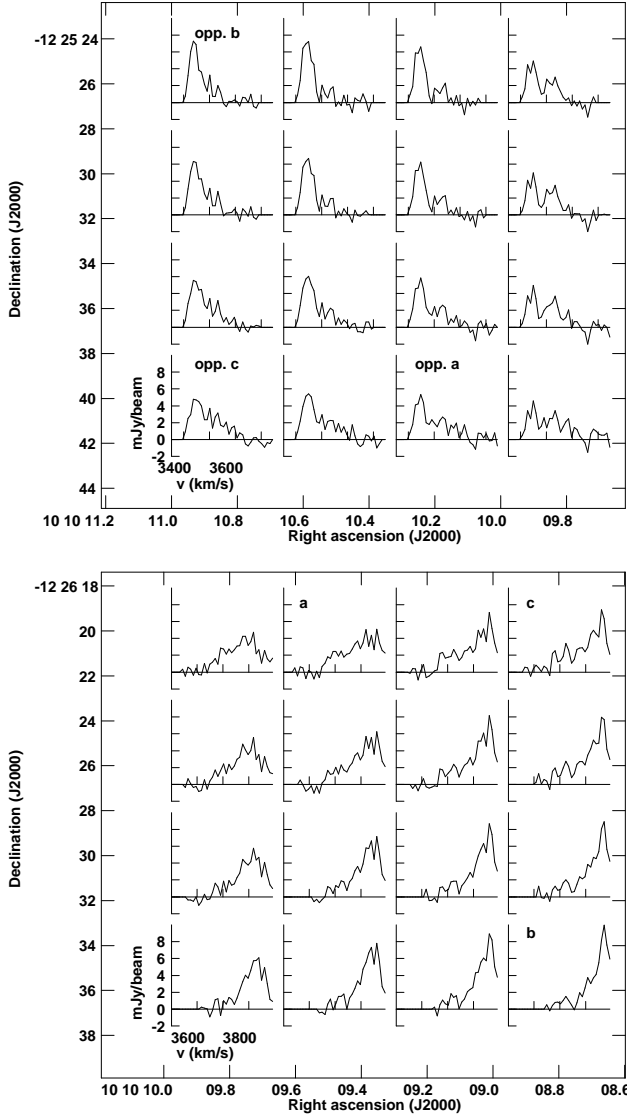 -12 25 24
opp. b
26
28
30
32
34
36
38
opp. c
opp. a
8
6
4
2
0
-2
mJy/beam
40
42
3400 3600
v (km/s)
44
Declination (J2000)
10 10 11.2 11.0 10.8 10.6 10.4 10.2 10.0 09.8
Right ascension (J2000)
-12 26 18
a
c
20
22
24
26
28
30
32
8
6
4
2
0
-2
mJy/beam
b
34
36
3600 3800
v (km/s)
38
Declination (J2000)
10 10 10.0 09.8 09.6 09.4 09.2 09.0 08.8 08.6
Right ascension (J2000)